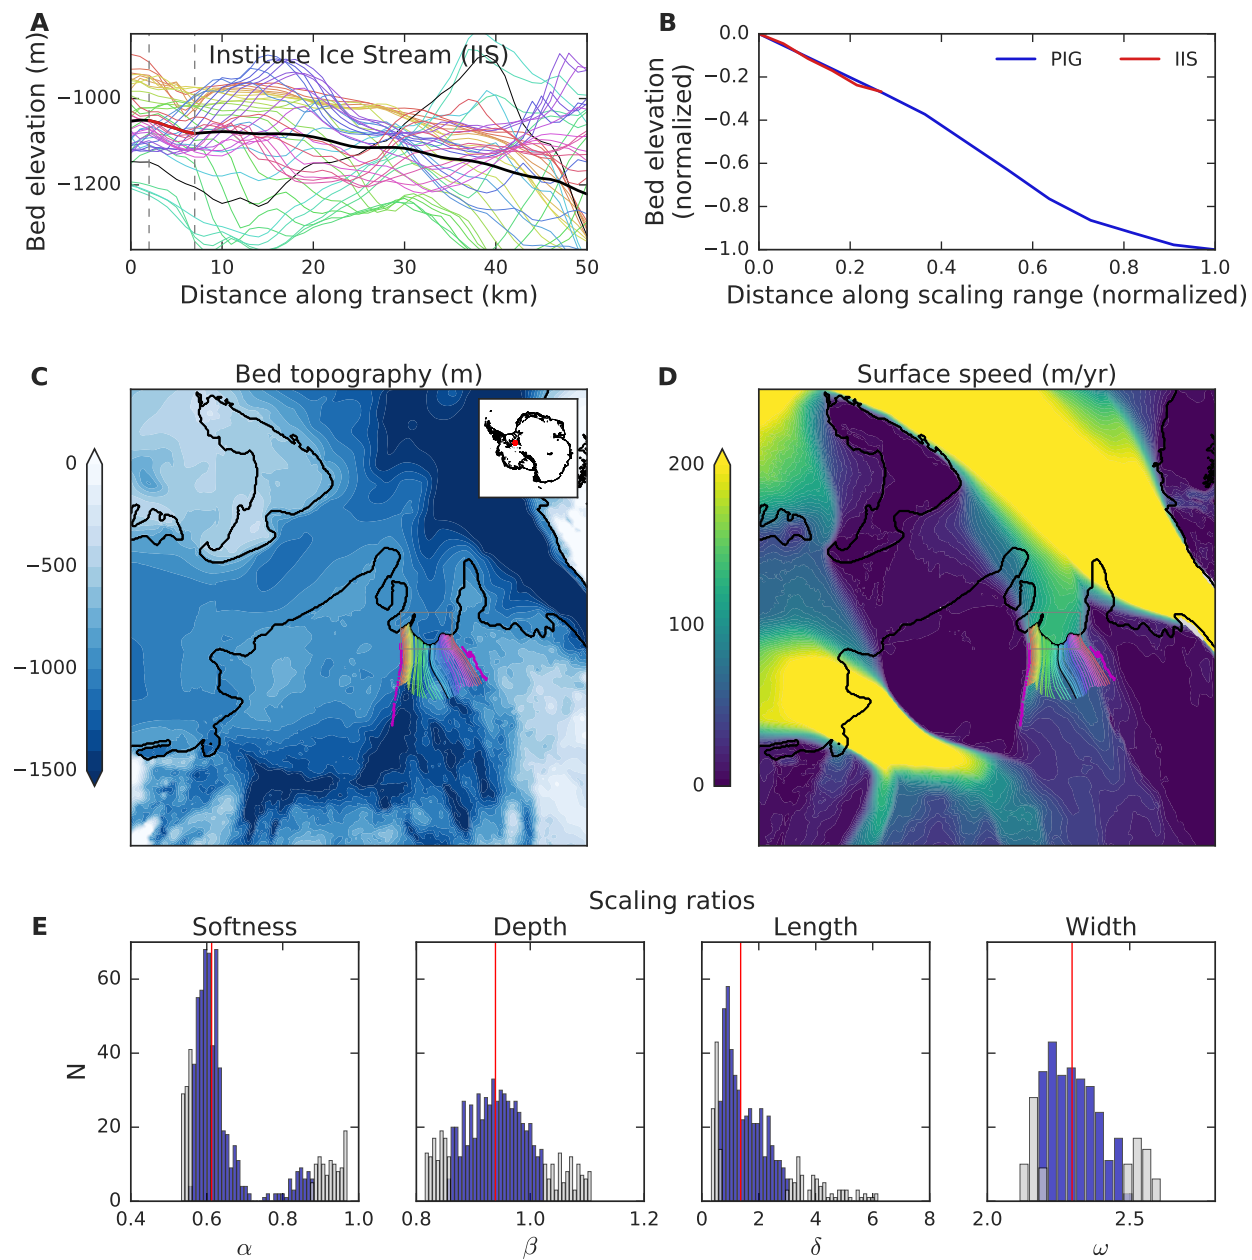 A
Institute Ice Stream (IIS)
Bed elevation (m)
−1000
−1200
0 10 20 30 40 50
Distance along transect (km)
B
PIG IIS
Bed elevation
(normalized)
0.0
−0.2
−0.4
−0.6
−0.8
−1.0
0.0 0.2 0.4 0.6 0.8 1.0
Distance along scaling range (normalized)
C
Bed topography (m)
0
−500
−1000
−1500
D
Surface speed (m/yr)
200
100
0
Scaling ratios
E
Softness
N
60
40
20
0
0.4 0.6 0.8 1.0
α
Depth
0.8 1.0 1.2
β
Length
0 2 4 6 8
δ
Width
2.0 2.5
ω